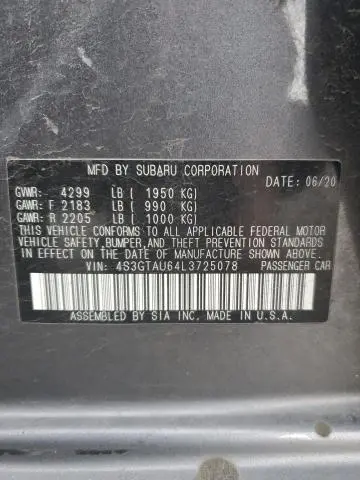 MFD BY SUBARU CORPORATION
DATE: 06/20
GVWR: 4299 LB ( 1950 KG)
GAWR: F 2183 LB ( 990 KG)
GAWR: R 2205 LB ( 1000 KG)
THIS VEHICLE CONFORMS TO ALL APPLICABLE FEDERAL MOTOR
VEHICLE SAFETY, BUMPER, AND THEFT PREVENTION STANDARDS
IN EFFECT ON THE DATE OF MANUFACTURE SHOWN ABOVE.
VIN: 4S3GTAU64L3725078 PASSENGER CAR
ASSEMBLED BY SIA INC. MADE IN U.S.A.